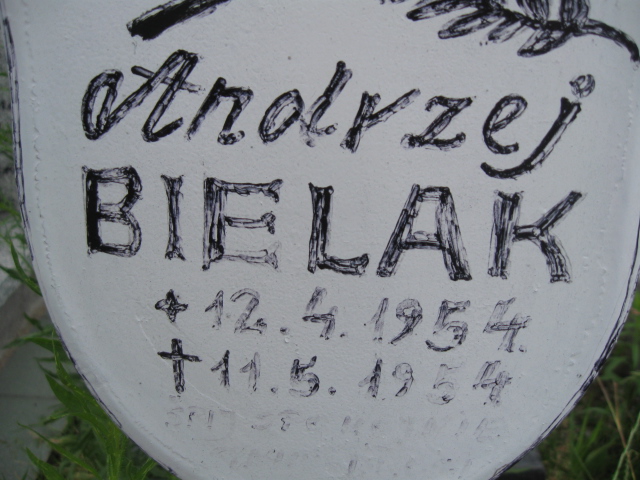 Andrzej
BIELAK
✦ 12.4.1954.
✝ 11.5.1954